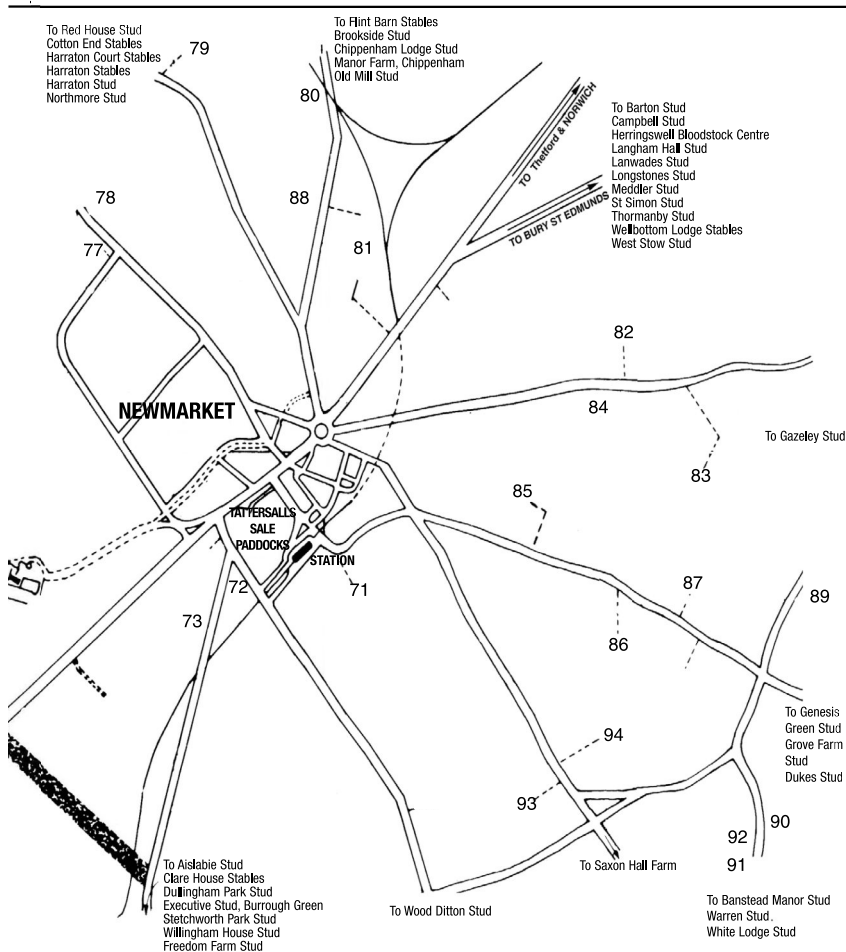 To Red House Stud
Cotton End Stables
Harraton Court Stables
Harraton Stables
Harraton Stud
Northmore Stud
79
To Flint Barn Stables
Brookside Stud
Chippenham Lodge Stud
Manor Farm, Chippenham
Old Mill Stud
80
TO Thetford & NORWICH
TO BURY ST EDMUNDS
To Barton Stud
Campbell Stud
Herringswell Bloodstock Centre
Langham Hall Stud
Lanwades Stud
Longstones Stud
Meddler Stud
St Simon Stud
Thormanby Stud
Wellbottom Lodge Stables
West Stow Stud
78
88
77
81
82
NEWMARKET
84
To Gazeley Stud
83
85
TATTERSALLS
SALE
PADDOCKS
STATION
72
71
87
89
73
86
To Genesis
Green Stud
Grove Farm
Stud
Dukes Stud
94
93
90
92
91
To Saxon Hall Farm
To Aislabie Stud
Clare House Stables
Dullingham Park Stud
Executive Stud, Burrough Green
Stetchworth Park Stud
Willingham House Stud
Freedom Farm Stud
To Wood Ditton Stud
To Banstead Manor Stud
Warren Stud.
White Lodge Stud